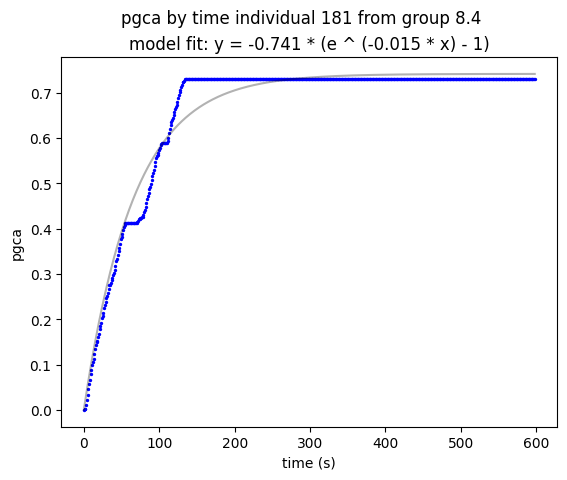 pgca by time individual 181 from group 8.4
model fit: y = -0.741 * (e ^ (-0.015 * x) - 1)
0.7
0.6
0.5
0.4
0.3
0.2
0.1
0.0
pgca
0 100 200 300 400 500 600
time (s)